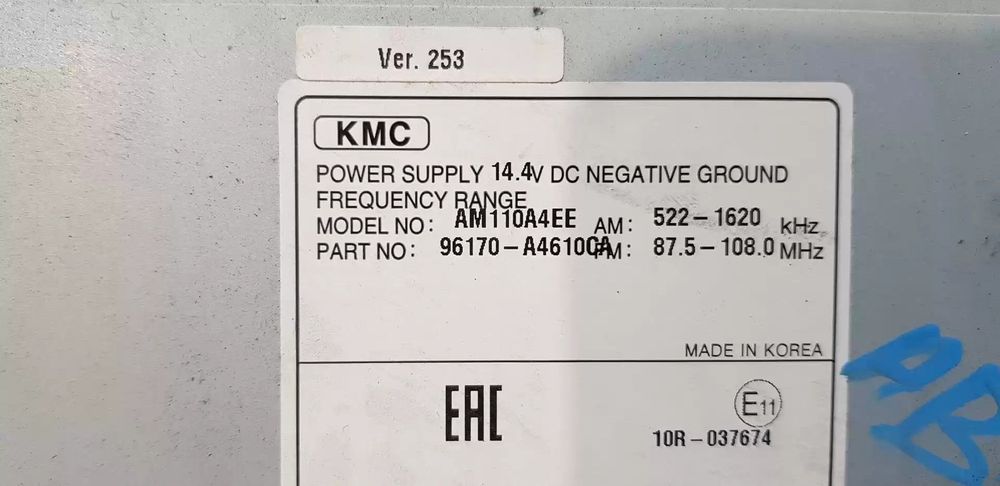 Ver. 253
KMC
POWER SUPPLY 14.4V DC NEGATIVE GROUND
FREQUENCY RANGE
MODEL NO: AM110A4EE AM: 522-1620 kHz
PART NO: 96170-A4610CA FM: 87.5-108.0 MHz
MADE IN KOREA
EAC
E11
10R-037674